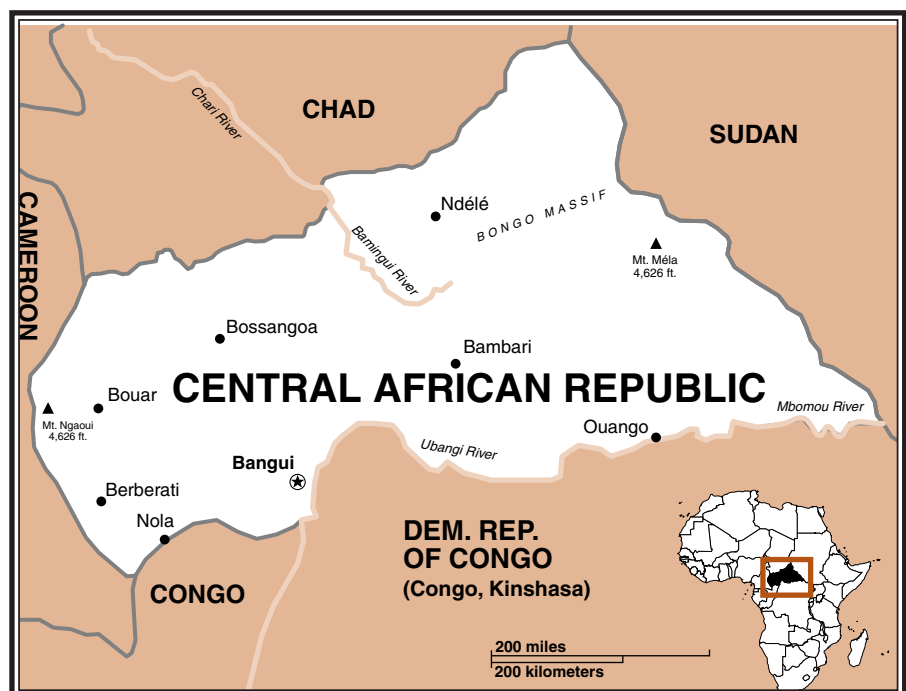 CHAD
SUDAN
CAMEROON
Chari River
Ndélé
BONGO MASSIF
Bamingui River
Mt. Méla
4,626 ft.
Bossangoa
Bambari
CENTRAL AFRICAN REPUBLIC
Bouar
Mt. Ngaoui
4,626 ft.
Mbomou River
Ouango
Ubangi River
Bangui
Berberati
Nola
DEM. REP.
OF CONGO
(Congo, Kinshasa)
CONGO
200 miles
200 kilometers